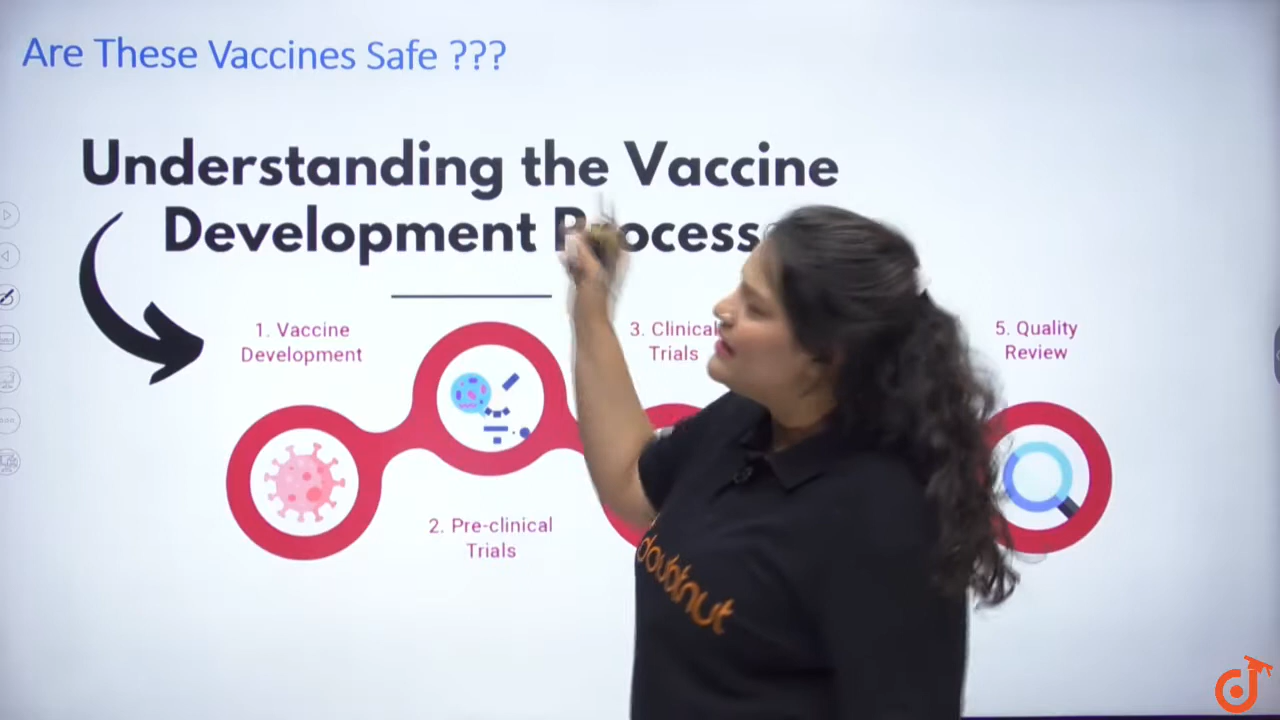 Are These Vaccines Safe ???
Understanding the Vaccine
Development Process
1. Vaccine
Development
3. Clinical
Trials
5. Quality
Review
2. Pre-clinical
Trials
doubtnut